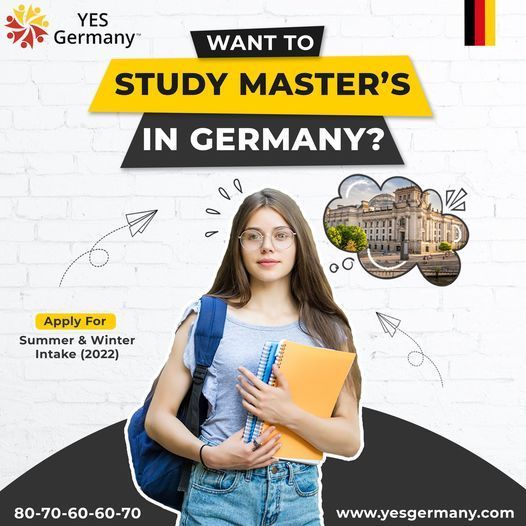 YES
Germany™
WANT TO
STUDY MASTER'S
IN GERMANY?
Apply For
Summer & Winter
Intake (2022)
80-70-60-60-70
www.yesgermany.com